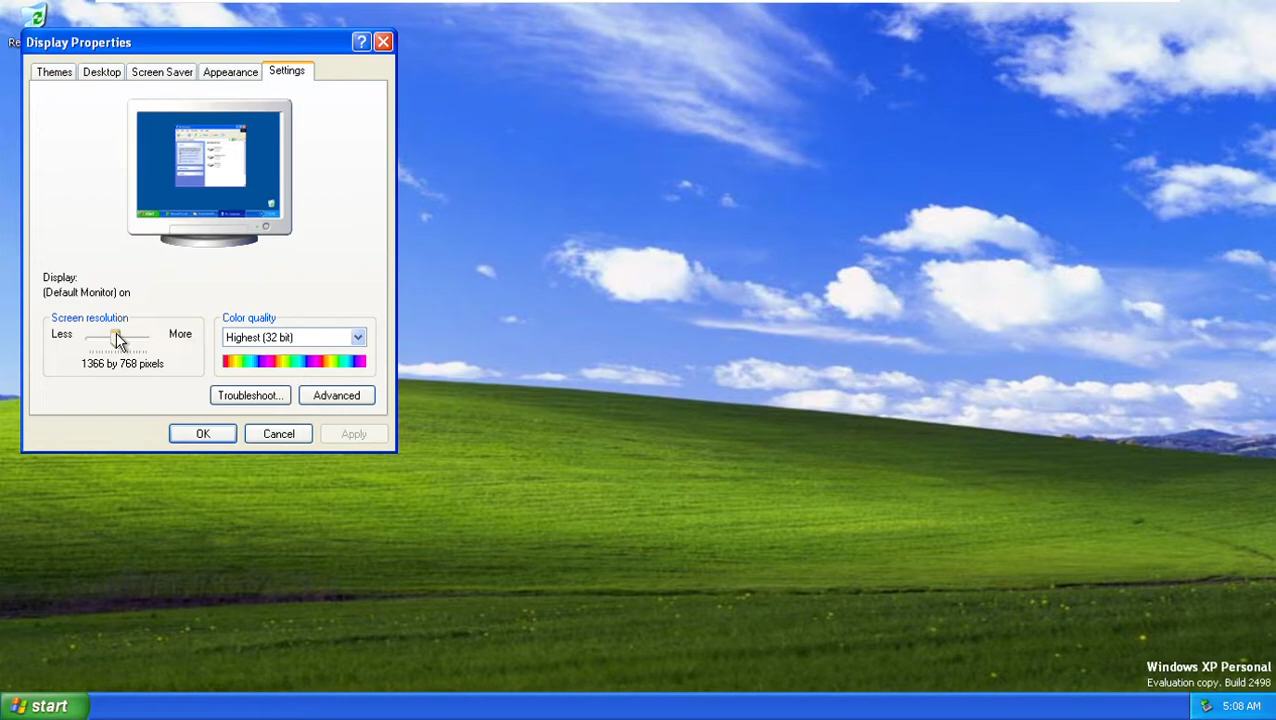 Re
Display Properties
Themes
Desktop
Screen Saver
Appearance
Settings
Display:
(Default Monitor) on
Screen resolution
Less
More
1366 by 768 pixels
Color quality
Highest (32 bit)
Troubleshoot...
Advanced
OK
Cancel
Apply
Windows XP Personal
Evaluation copy. Build 2498
start
5:08 AM